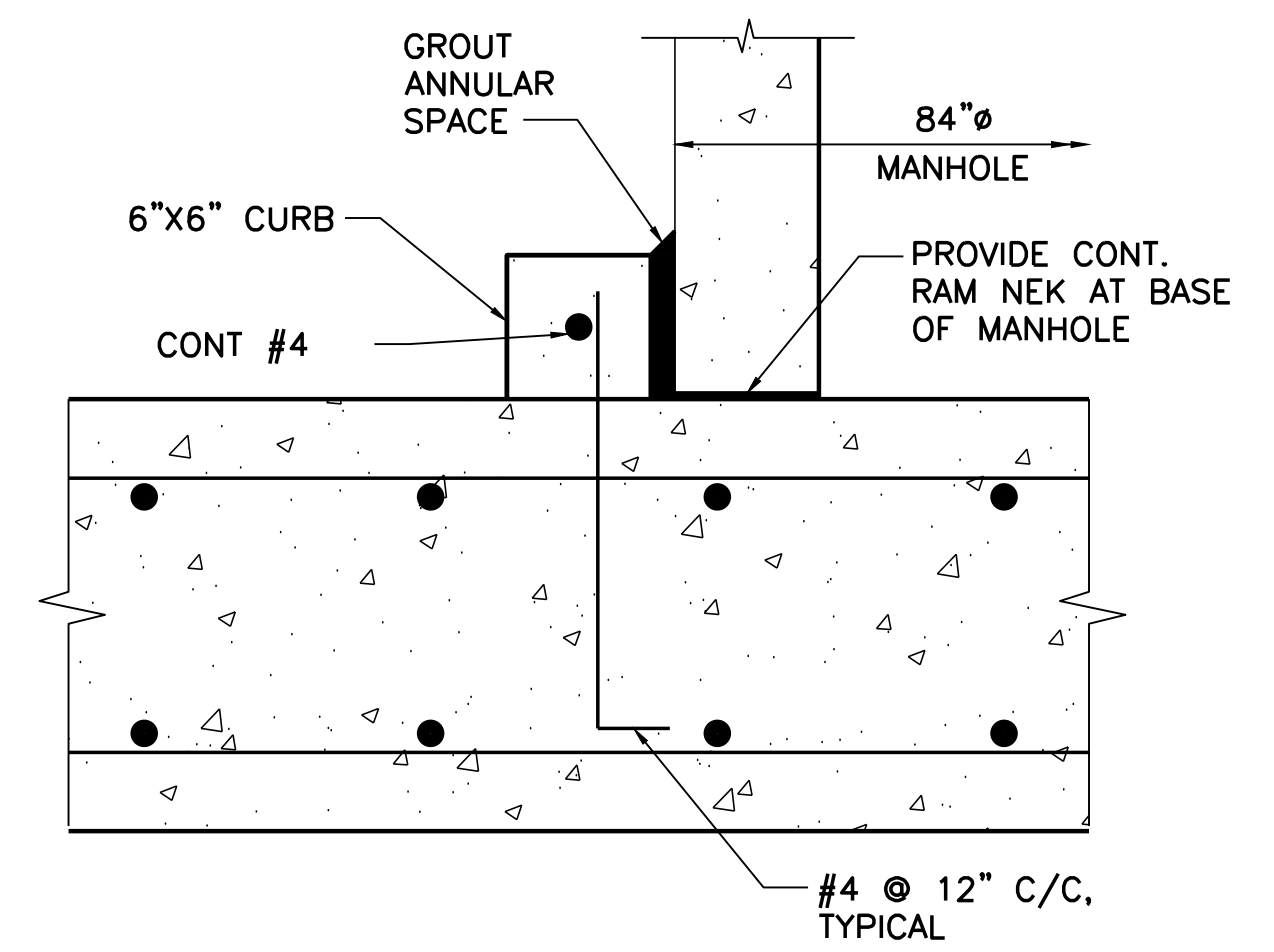 GROUT
ANNULAR
SPACE
84"ø
MANHOLE
6"X6" CURB
PROVIDE CONT.
RAM NEK AT BASE
OF MANHOLE
CONT #4
#4 @ 12" C/C,
TYPICAL